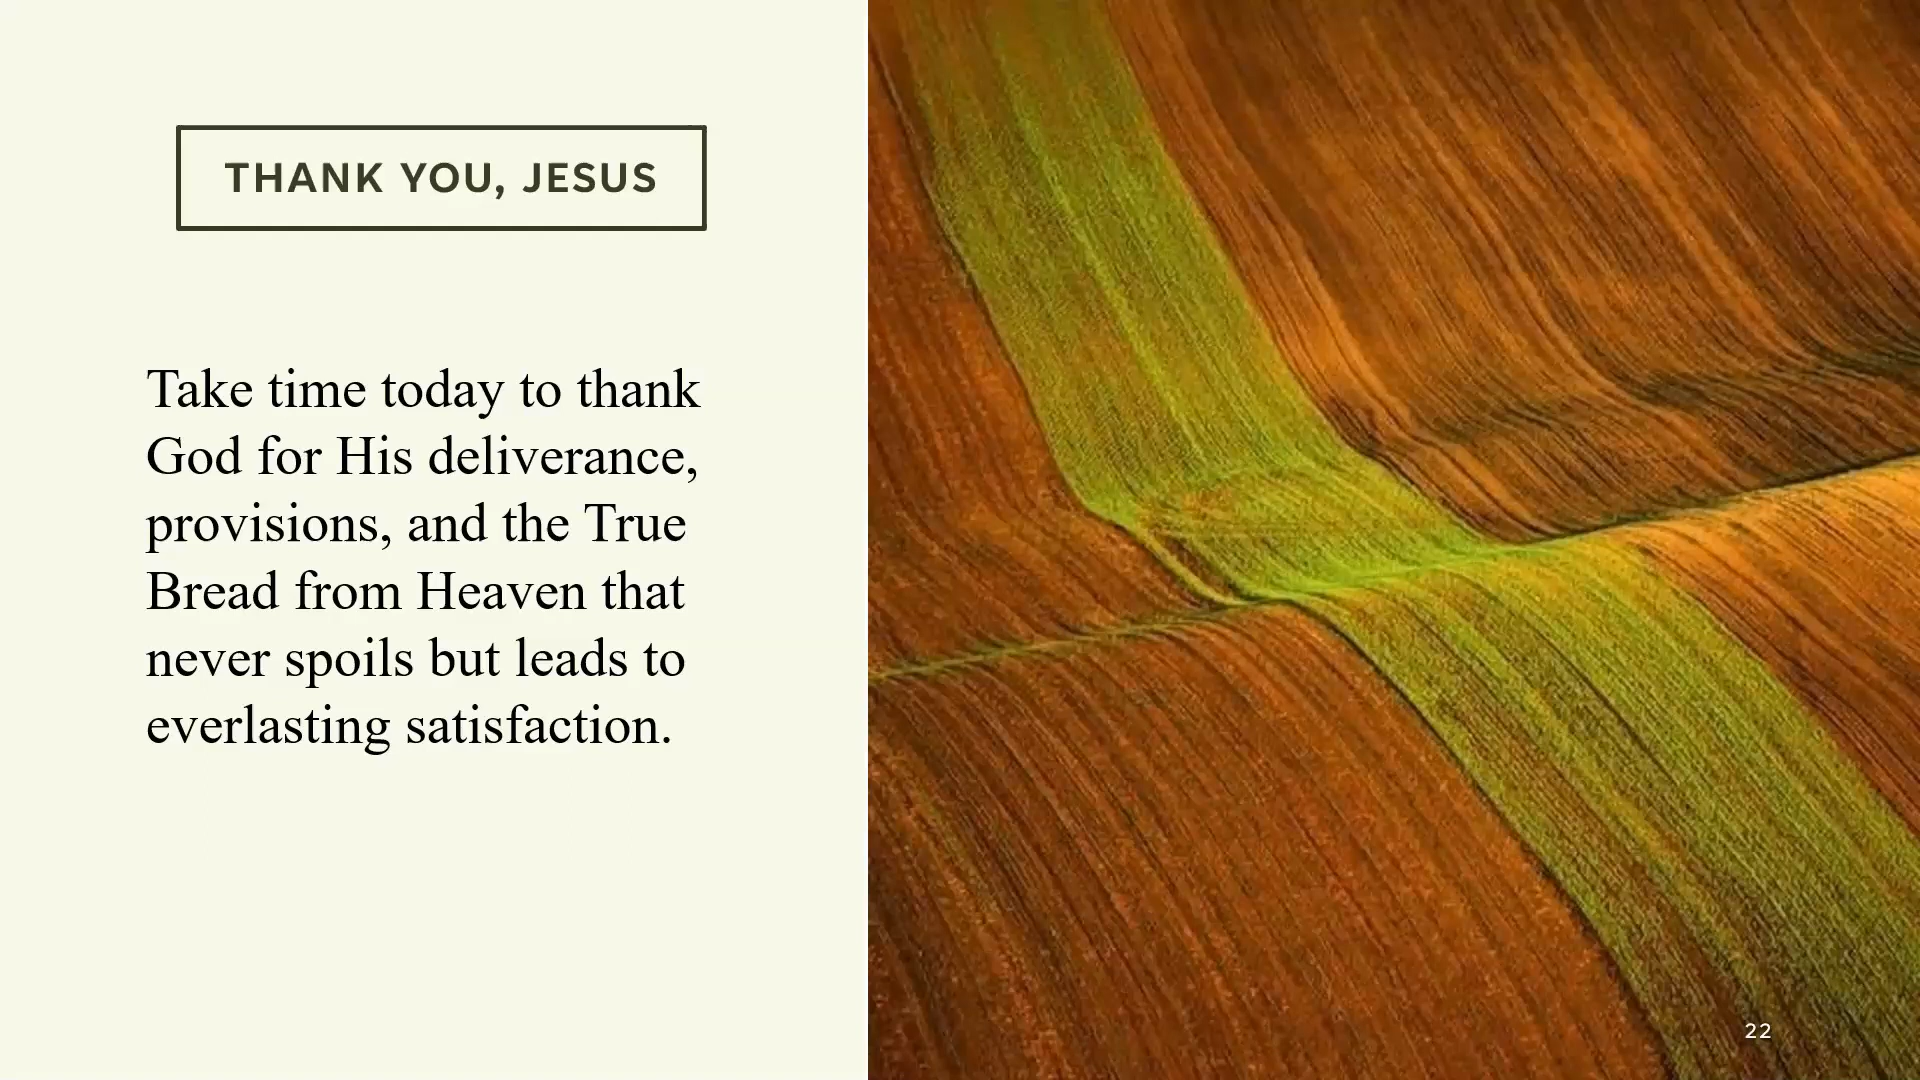 THANK YOU, JESUS
Take time today to thank
God for His deliverance,
provisions, and the True
Bread from Heaven that
never spoils but leads to
everlasting satisfaction.
22